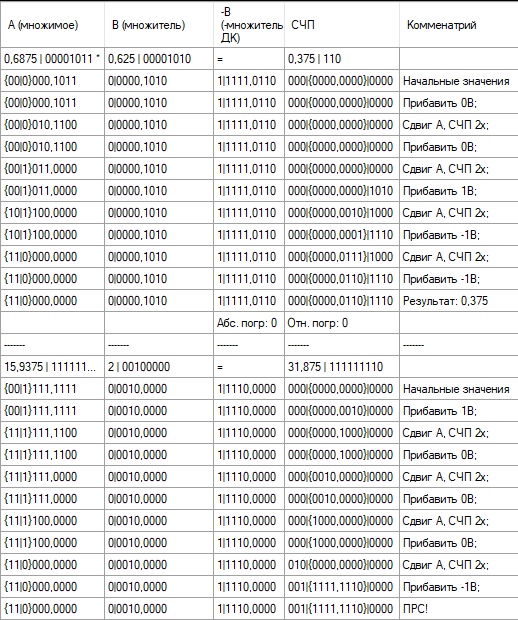 А (множимое) В (множитель) -В (-множитель ДК) СЧП Комменатрий
0,6875 | 00001011 * 0,625 | 00001010 = 0,375 | 110
{00|0}000,1011 0|0000,1010 1|1111,0110 000|{0000,0000}|0000 Начальные значения
{00|0}000,1011 0|0000,1010 1|1111,0110 000|{0000,0000}|0000 Прибавить 0В;
{00|0}010,1100 0|0000,1010 1|1111,0110 000|{0000,0000}|0000 Сдвиг А, СЧП 2x;
{00|0}010,1100 0|0000,1010 1|1111,0110 000|{0000,0000}|0000 Прибавить 0В;
{00|1}011,0000 0|0000,1010 1|1111,0110 000|{0000,0000}|0000 Сдвиг А, СЧП 2x;
{00|1}011,0000 0|0000,1010 1|1111,0110 000|{0000,0000}|1010 Прибавить 1В;
{10|1}100,0000 0|0000,1010 1|1111,0110 000|{0000,0010}|1000 Сдвиг А, СЧП 2x;
{10|1}100,0000 0|0000,1010 1|1111,0110 000|{0000,0001}|1110 Прибавить -1В;
{11|0}000,0000 0|0000,1010 1|1111,0110 000|{0000,0111}|1000 Сдвиг А, СЧП 2x;
{11|0}000,0000 0|0000,1010 1|1111,0110 000|{0000,0110}|1110 Прибавить -1В;
{11|0}000,0000 0|0000,1010 1|1111,0110 000|{0000,0110}|1110 Результат: 0,375
Абс. погр: 0 Отн. погр: 0
------- ------- ------- ------- -------
15,9375 | 111111... 2 | 00100000 = 31,875 | 111111110
{00|1}111,1111 0|0010,0000 1|1110,0000 000|{0000,0000}|0000 Начальные значения
{00|1}111,1111 0|0010,0000 1|1110,0000 000|{0000,0010}|0000 Прибавить 1В;
{11|1}111,1100 0|0010,0000 1|1110,0000 000|{0000,1000}|0000 Сдвиг А, СЧП 2x;
{11|1}111,1100 0|0010,0000 1|1110,0000 000|{0000,1000}|0000 Прибавить 0В;
{11|1}111,0000 0|0010,0000 1|1110,0000 000|{0010,0000}|0000 Сдвиг А, СЧП 2x;
{11|1}111,0000 0|0010,0000 1|1110,0000 000|{0010,0000}|0000 Прибавить 0В;
{11|1}100,0000 0|0010,0000 1|1110,0000 000|{1000,0000}|0000 Сдвиг А, СЧП 2x;
{11|1}100,0000 0|0010,0000 1|1110,0000 000|{1000,0000}|0000 Прибавить 0В;
{11|0}000,0000 0|0010,0000 1|1110,0000 010|{0000,0000}|0000 Сдвиг А, СЧП 2x;
{11|0}000,0000 0|0010,0000 1|1110,0000 001|{1111,1110}|0000 Прибавить -1В;
{11|0}000,0000 0|0010,0000 1|1110,0000 001|{1111,1110}|0000 ПРС!